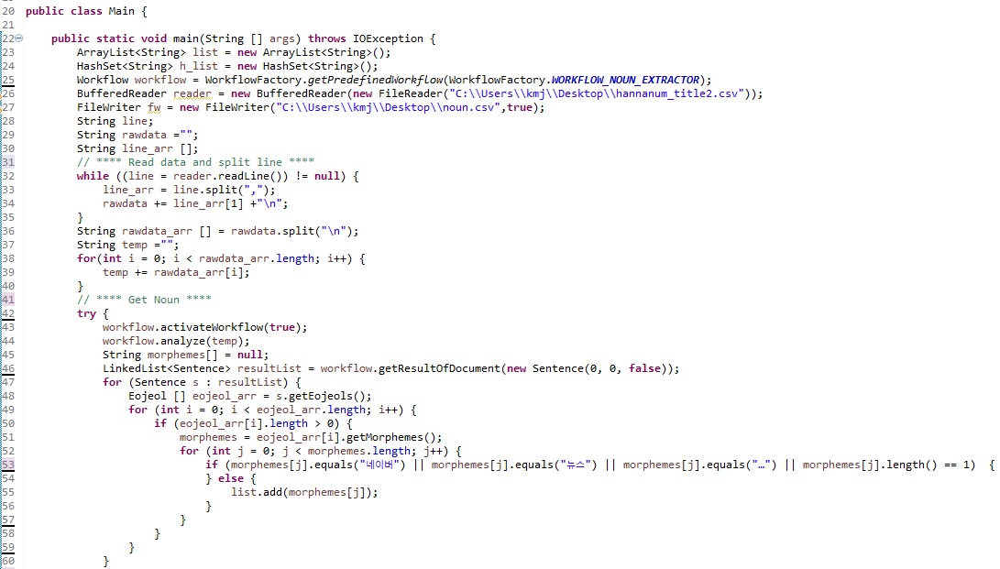 20 public class Main {
21
22 public static void main(String [] args) throws IOException {
23 ArrayList<String> list = new ArrayList<String>();
24 HashSet<String> h_list = new HashSet<String>();
25 Workflow workflow = WorkflowFactory.getPredefinedWorkflow(WorkflowFactory.WORKFLOW_NOUN_EXTRACTOR);
26 BufferedReader reader = new BufferedReader(new FileReader("C:\\Users\\kmj\\Desktop\\hannanum_title2.csv"));
27 FileWriter fw = new FileWriter("C:\\Users\\kmj\\Desktop\\noun.csv",true);
28 String line;
29 String rawdata ="";
30 String line_arr [];
31 // **** Read data and split line ****
32 while ((line = reader.readLine()) != null) {
33 line_arr = line.split(",");
34 rawdata += line_arr[1] +"\n";
35 }
36 String rawdata_arr [] = rawdata.split("\n");
37 String temp ="";
38 for(int i = 0; i < rawdata_arr.length; i++) {
39 temp += rawdata_arr[i];
40 }
41 // **** Get Noun ****
42 try {
43 workflow.activateWorkflow(true);
44 workflow.analyze(temp);
45 String morphemes[] = null;
46 LinkedList<Sentence> resultList = workflow.getResultOfDocument(new Sentence(0, 0, false));
47 for (Sentence s : resultList) {
48 Eojeol [] eojeol_arr = s.getEojeols();
49 for (int i = 0; i < eojeol_arr.length; i++) {
50 if (eojeol_arr[i].length > 0) {
51 morphemes = eojeol_arr[i].getMorphemes();
52 for (int j = 0; j < morphemes.length; j++) {
53 if (morphemes[j].equals("네이버") || morphemes[j].equals("뉴스") || morphemes[j].equals("…") || morphemes[j].length() == 1) {
54 } else {
55 list.add(morphemes[j]);
56 }
57 }
58 }
59 }
60 }